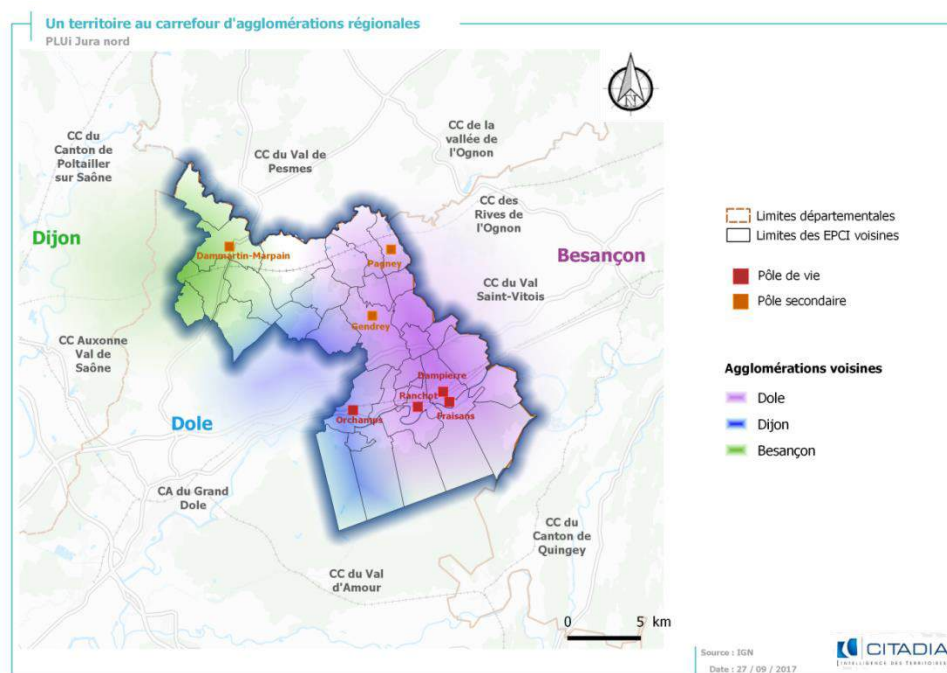 Un territoire au carrefour d'agglomérations régionales
PLUi Jura nord
CC du
Canton de
Poltailler
sur Saône
CC du Val de
Pesmes
CC de la
vallée de
l'Ognon
CC des
Rives de
l'Ognon
Dijon
Dammartin-Marpain
Pagney
Besançon
CC du Val
Saint-Vitois
Gendrey
CC Auxonne
Val de
Saône
Dampierre
Ranchot
Fraisans
Orchamps
Dole
CA du Grand
Dole
CC du
Canton de
Quingey
CC du Val
d'Amour
0 5 km
Limites départementales
Limites des EPCI voisines
Pôle de vie
Pôle secondaire
Agglomérations voisines
Dole
Dijon
Besançon
Source : IGN
Date : 27 / 09 / 2017
CITADIA
INTELLIGENCE DES TERRITOIRES
N